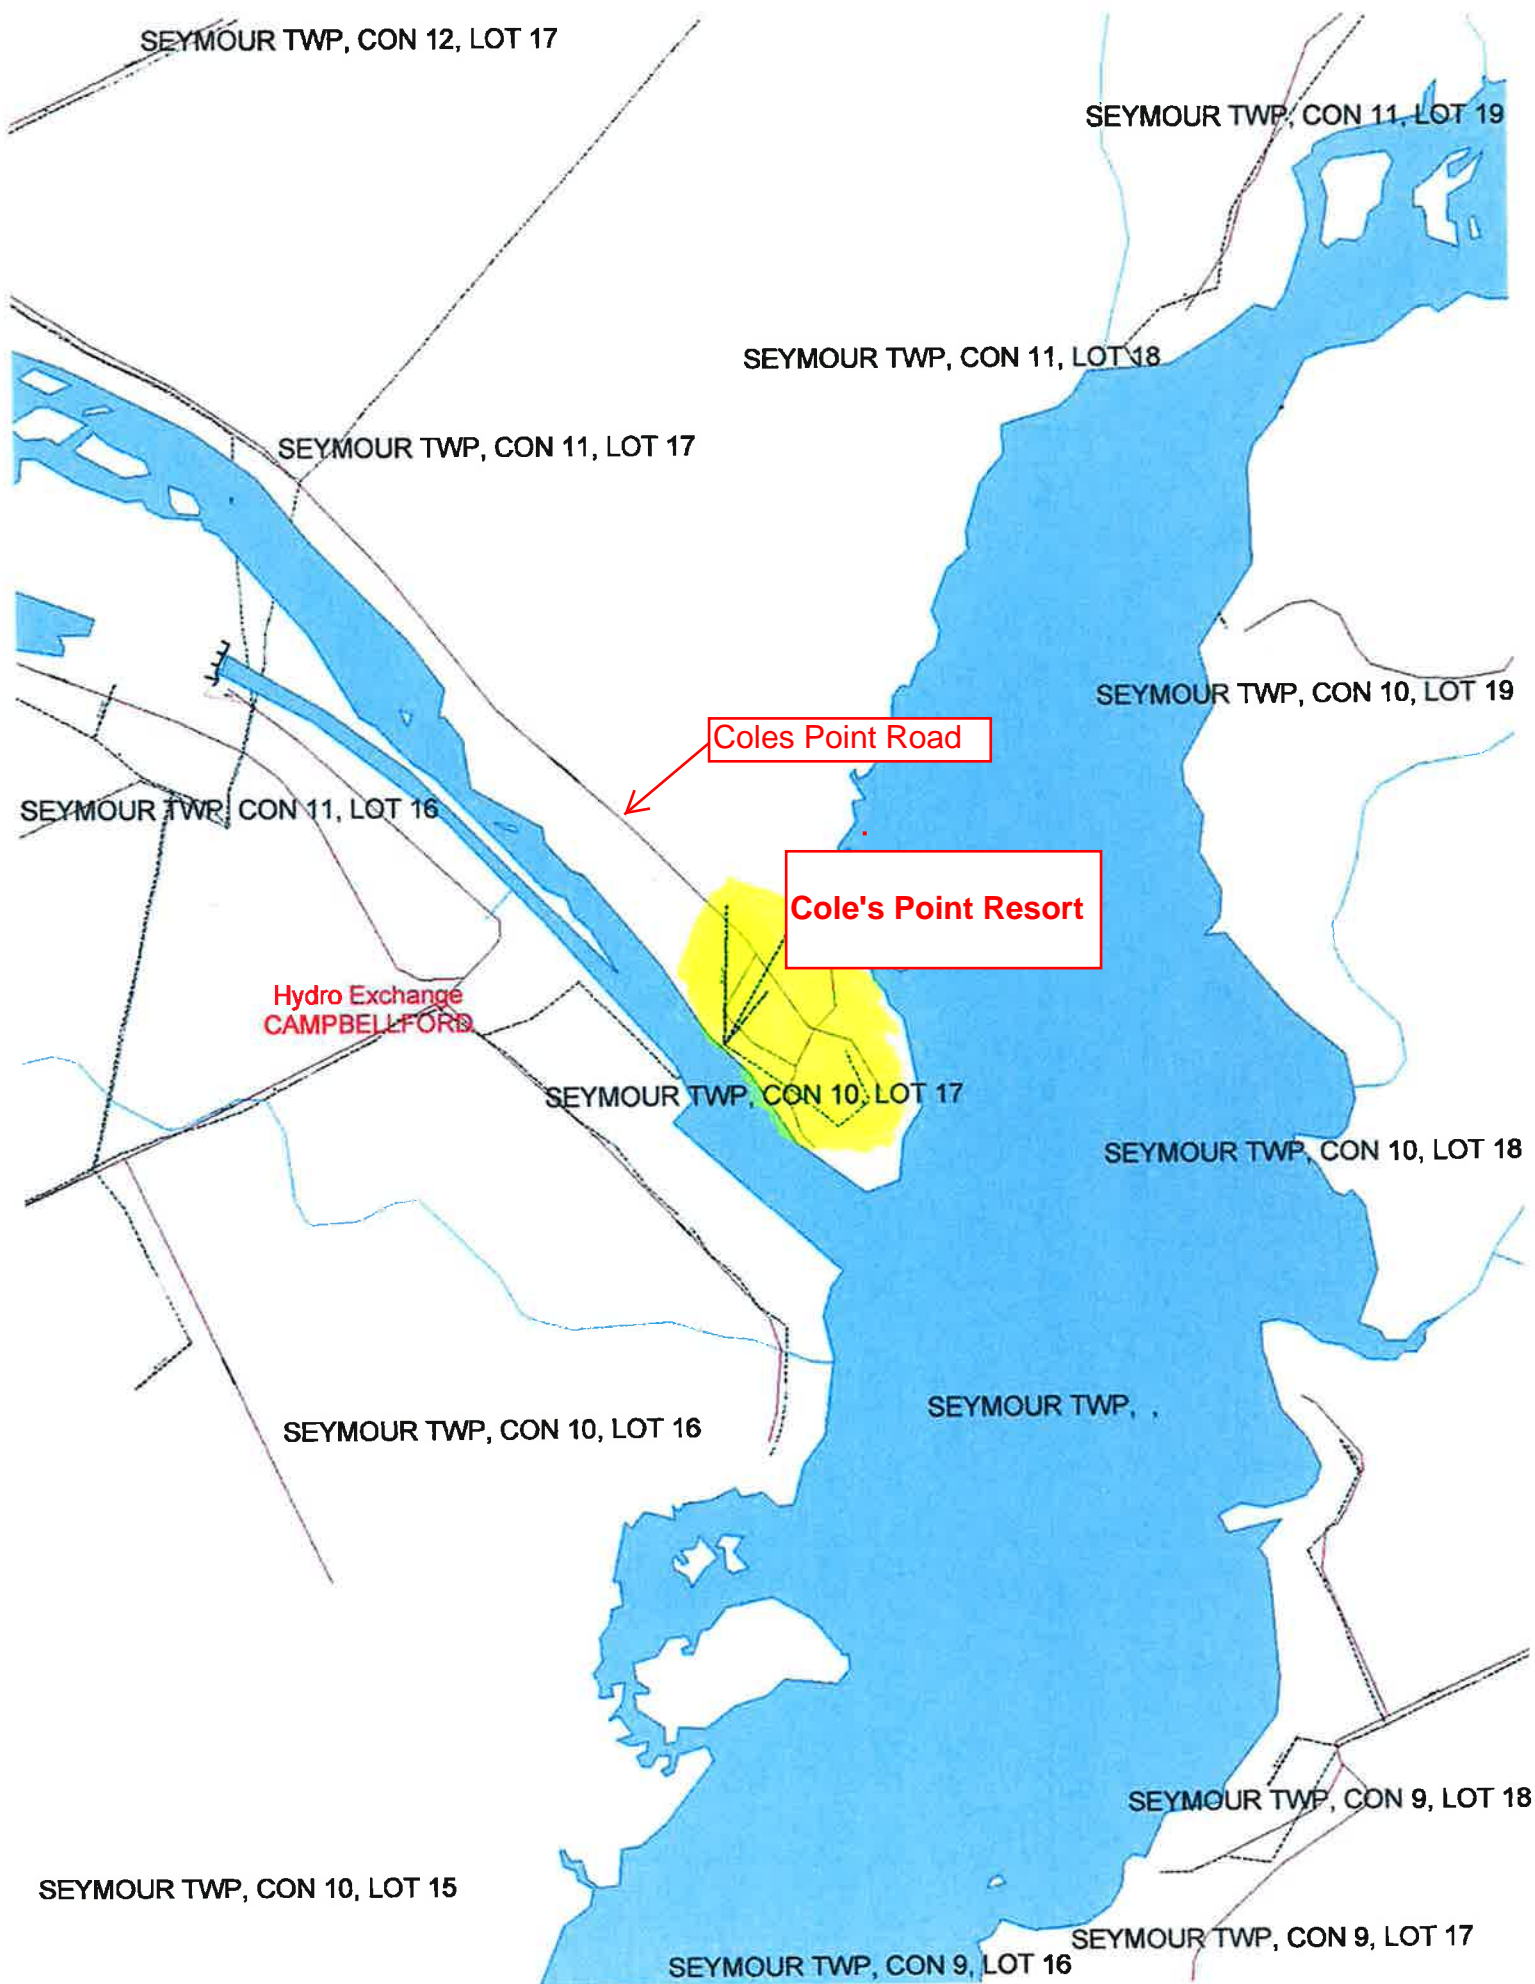 SEYMOUR TWP, CON 12, LOT 17
SEYMOUR TWP, CON 11, LOT 19
SEYMOUR TWP, CON 11, LOT 18
SEYMOUR TWP, CON 11, LOT 17
SEYMOUR TWP, CON 10, LOT 19
Coles Point Road
SEYMOUR TWP, CON 11, LOT 16
Cole's Point Resort
Hydro Exchange
CAMPBELLFORD
SEYMOUR TWP, CON 10, LOT 17
SEYMOUR TWP, CON 10, LOT 18
SEYMOUR TWP, ,
SEYMOUR TWP, CON 10, LOT 16
SEYMOUR TWP, CON 9, LOT 18
SEYMOUR TWP, CON 10, LOT 15
SEYMOUR TWP, CON 9, LOT 17
SEYMOUR TWP, CON 9, LOT 16